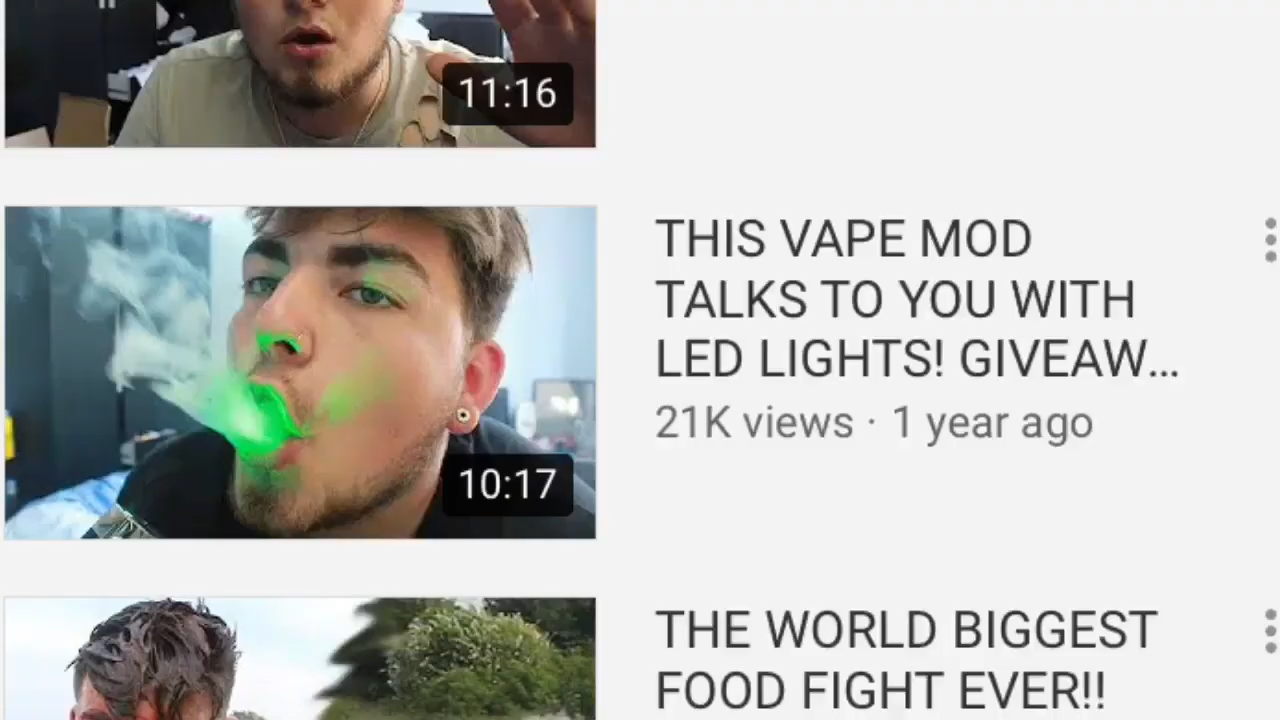 11:16
THIS VAPE MOD
TALKS TO YOU WITH
LED LIGHTS! GIVEAW...
21K views · 1 year ago
10:17
THE WORLD BIGGEST
FOOD FIGHT EVER!!